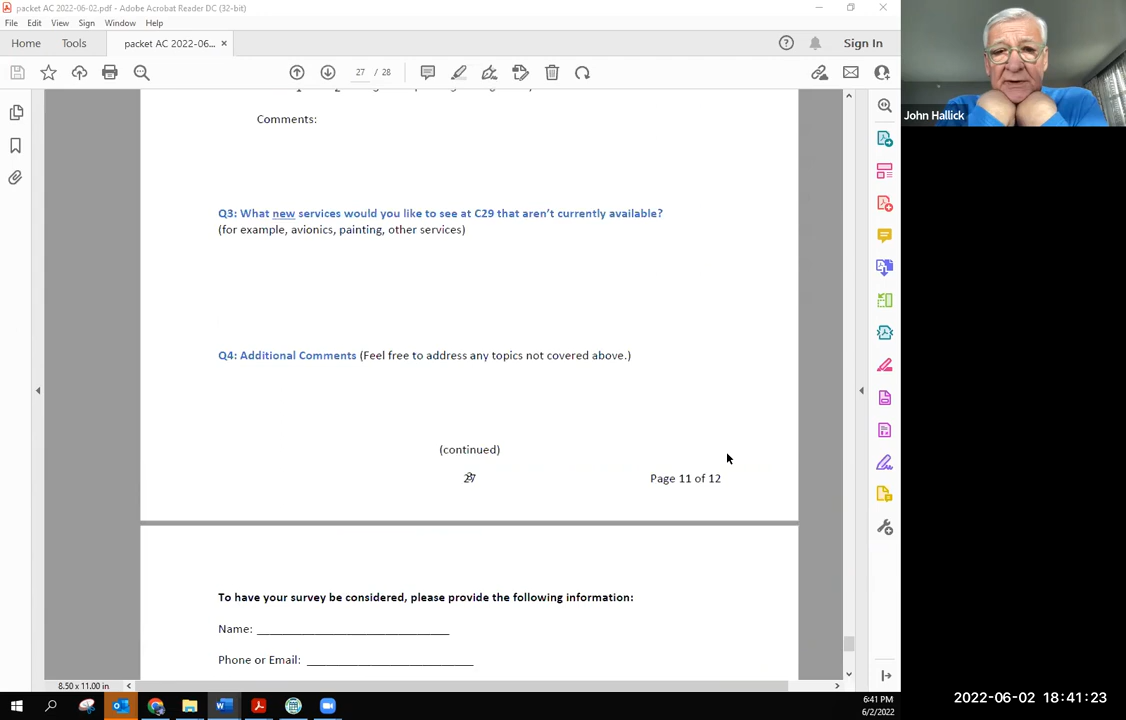 packet AC 2022-06-02.pdf - Adobe Acrobat Reader DC (32-bit)
File Edit View Sign Window Help
Home Tools packet AC 2022-06... × Sign In
27 / 28
Comments:
Q3: What new services would you like to see at C29 that aren't currently available?
(for example, avionics, painting, other services)
Q4: Additional Comments (Feel free to address any topics not covered above.)
(continued)
27 Page 11 of 12
To have your survey be considered, please provide the following information:
Name: ________________________________
Phone or Email: ____________________________
8.50 x 11.00 in
6:41 PM
6/2/2022
John Hallick
2022-06-02 18:41:23